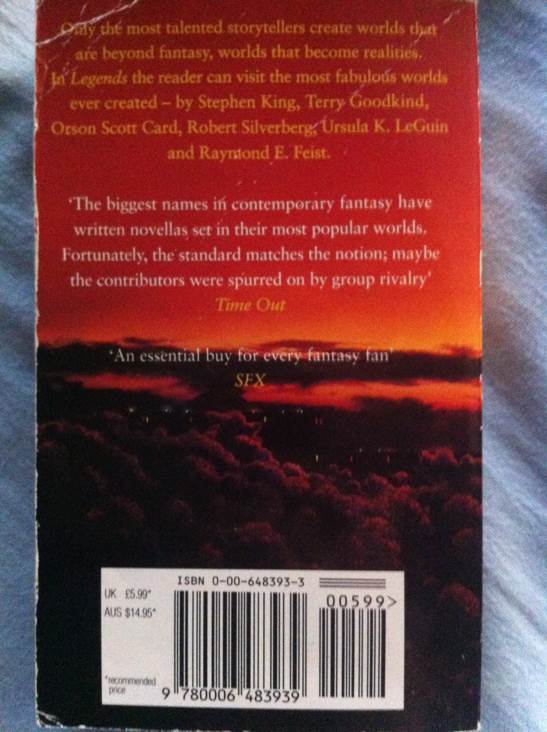 Only the most talented storytellers create worlds that
are beyond fantasy, worlds that become realities.
In Legends the reader can visit the most fabulous worlds
ever created – by Stephen King, Terry Goodkind,
Orson Scott Card, Robert Silverberg, Ursula K. LeGuin
and Raymond E. Feist.
'The biggest names in contemporary fantasy have
written novellas set in their most popular worlds.
Fortunately, the standard matches the notion; maybe
the contributors were spurred on by group rivalry'
Time Out
'An essential buy for every fantasy fan'
SFX
ISBN 0-00-648393-3
UK £5.99*
AUS $14.95*
00599>
*recommended
price
9 780006 483939